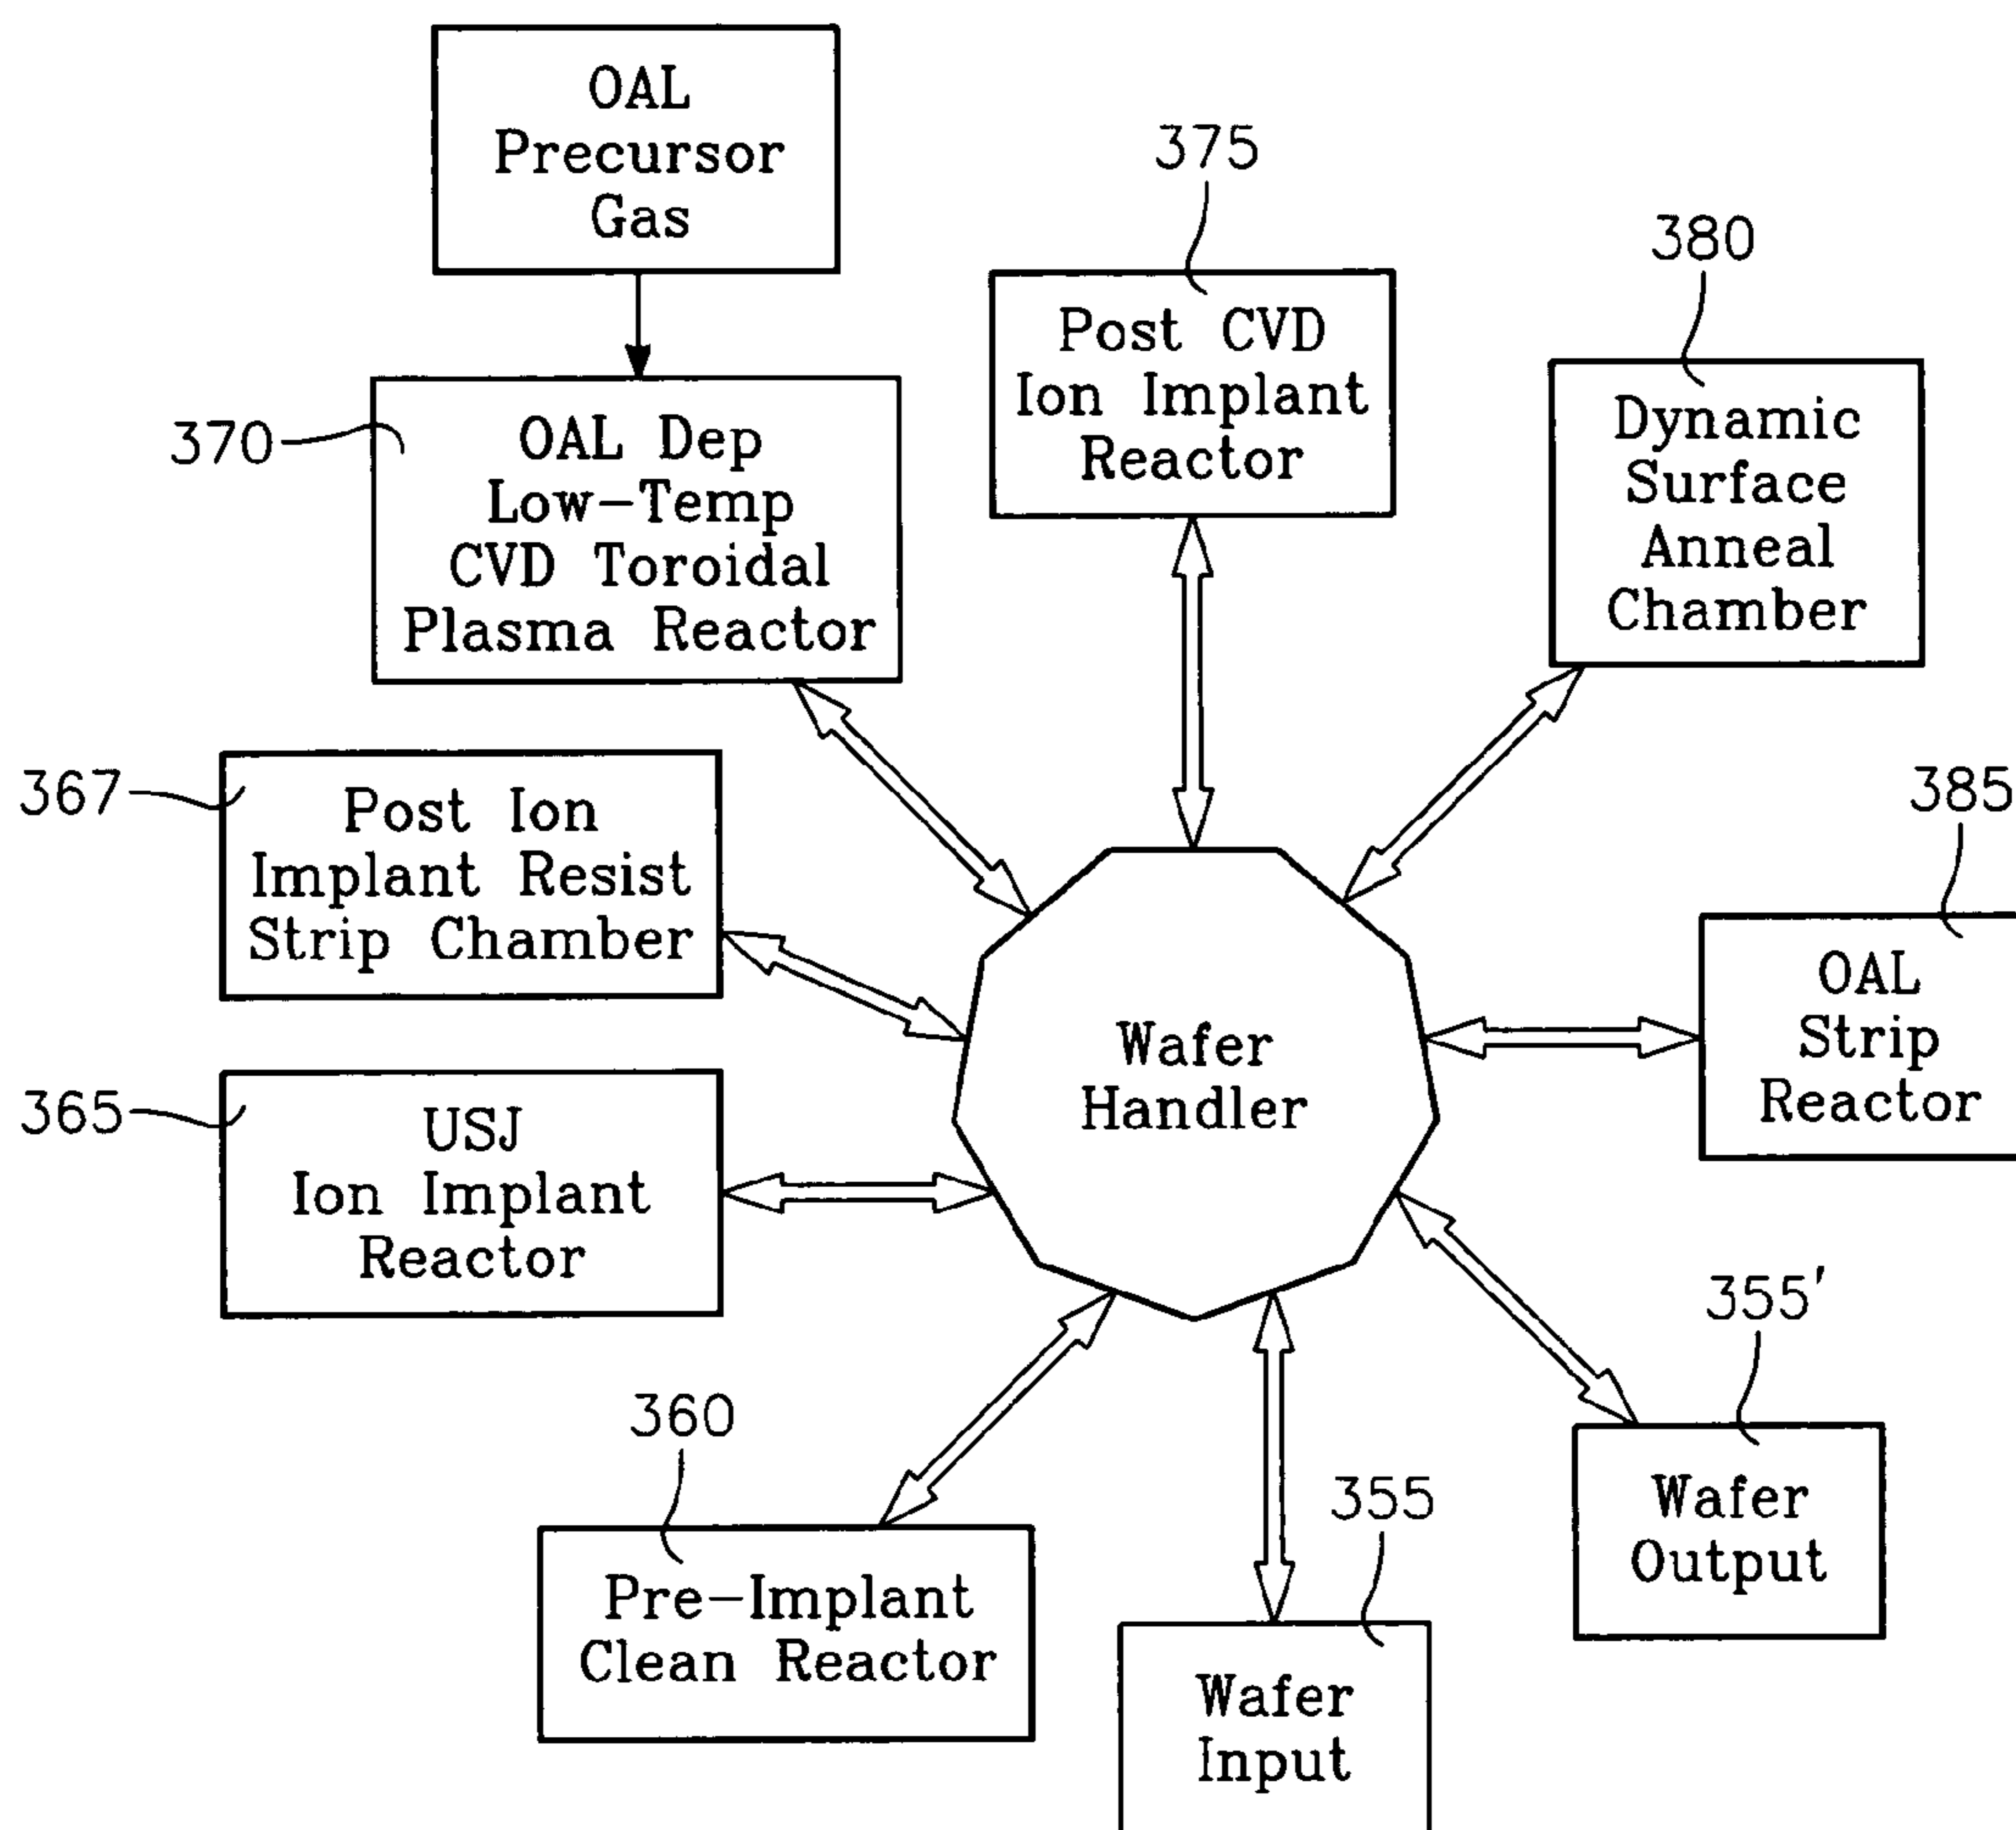 OAL
Precursor
Gas
375
380
Post CVD
Ion Implant
Reactor
370
OAL Dep
Low-Temp
CVD Toroidal
Plasma Reactor
Dynamic
Surface
Anneal
Chamber
367
Post Ion
Implant Resist
Strip Chamber
385
OAL
Strip
Reactor
Wafer
Handler
365
USJ
Ion Implant
Reactor
355'
Wafer
Output
360
Pre-Implant
Clean Reactor
355
Wafer
Input